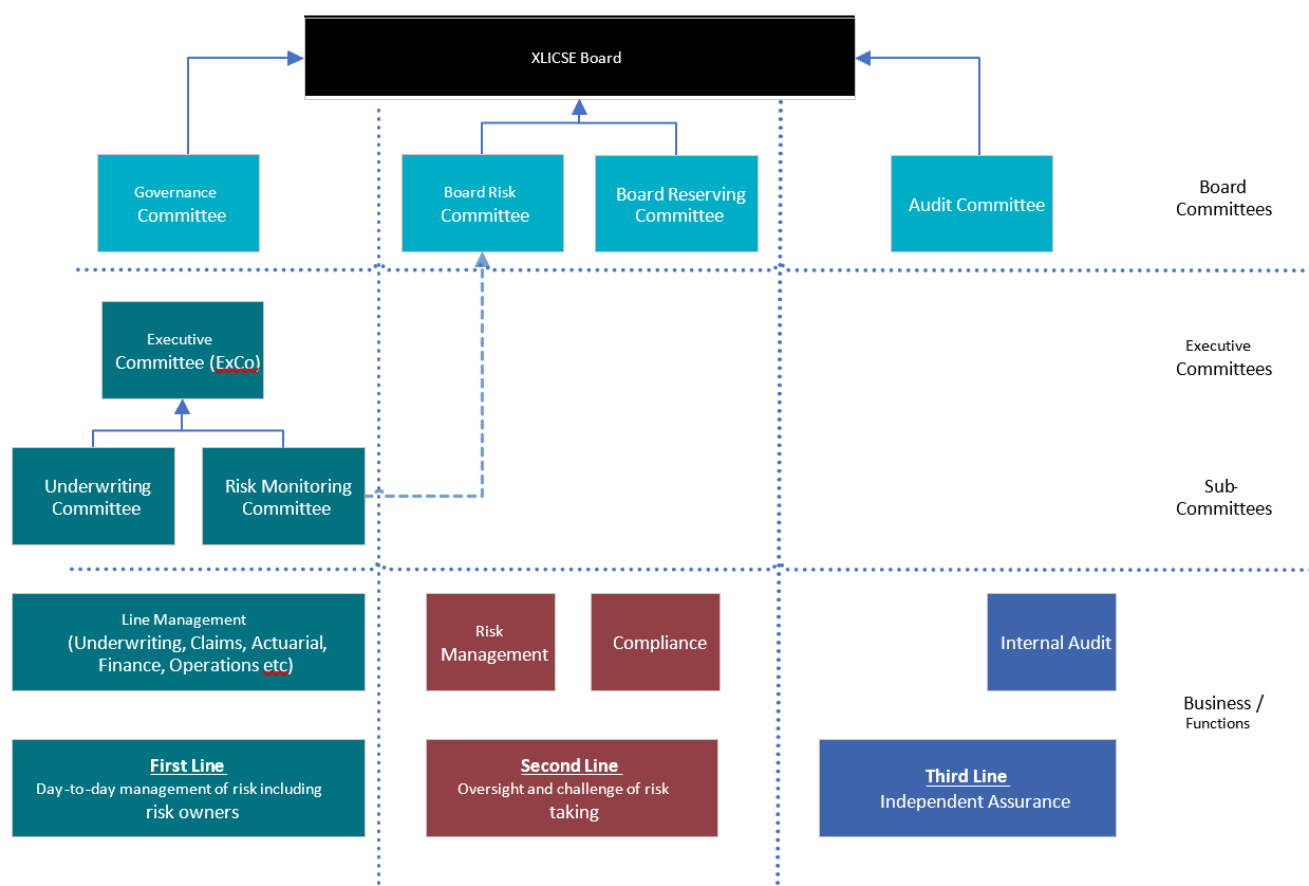 XLICSE Board
Governance
Committee
Board Risk
Committee
Board Reserving
Committee
Audit Committee
Board
Committees
Executive
Committee (ExCo)
Executive
Committees
Underwriting
Committee
Risk Monitoring
Committee
Sub-
Committees
Line Management
(Underwriting, Claims, Actuarial,
Finance, Operations etc)
Risk
Management
Compliance
Internal Audit
Business /
Functions
First Line
Day-to-day management of risk including
risk owners
Second Line
Oversight and challenge of risk
taking
Third Line
Independent Assurance